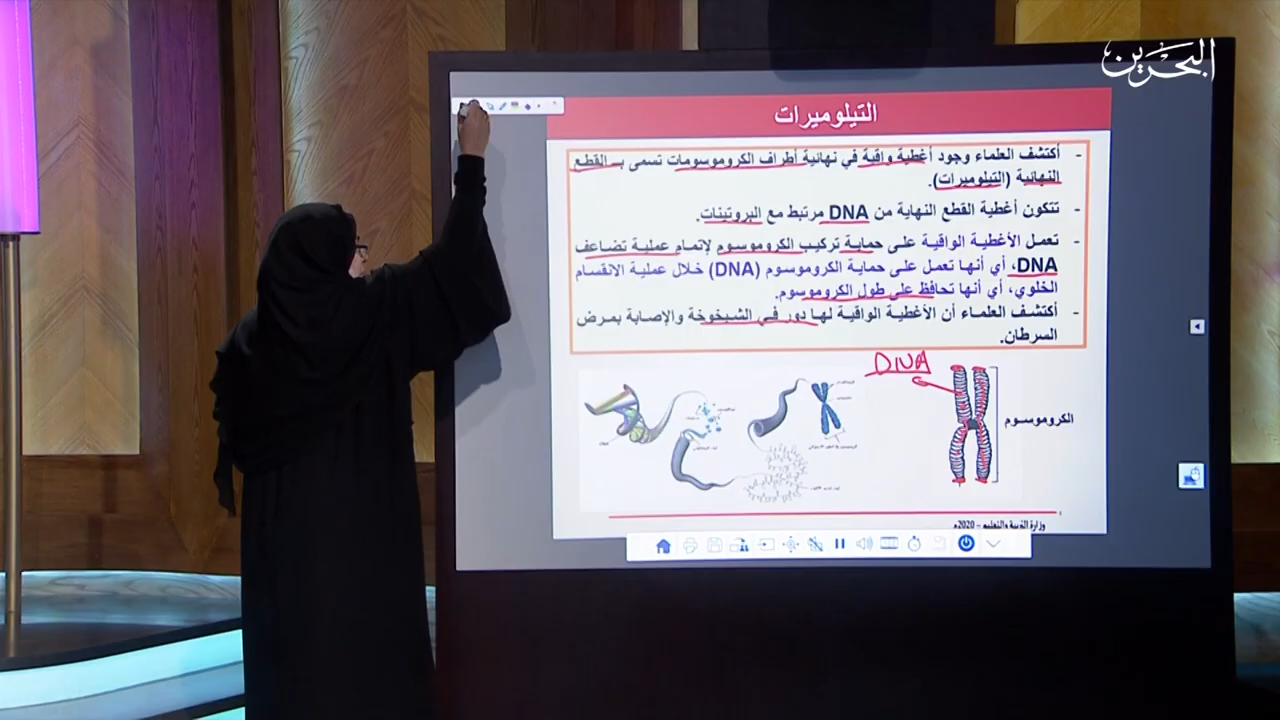 البحرين
التيلوميرات
- أكتشف العلماء وجود أغطية واقية في نهائية أطراف الكروموسومات تسمى بـ القطع
النهائية (التيلوميرات).
- تتكون أغطية القطع النهاية من DNA مرتبط مع البروتينات.
- تعمل الأغطية الواقية على حماية تركيب الكروموسوم لإتمام عملية تضاعف
DNA، أي أنها تعمل على حماية الكروموسوم (DNA) خلال عملية الانقسام
الخلوي، أي أنها تحافظ على طول الكروموسوم.
- أكتشف العلماء أن الأغطية الواقية لها دور في الشيخوخة والإصابة بمرض
السرطان.
DNA
الكروموسوم
وزارة التربية والتعليم - 2020م